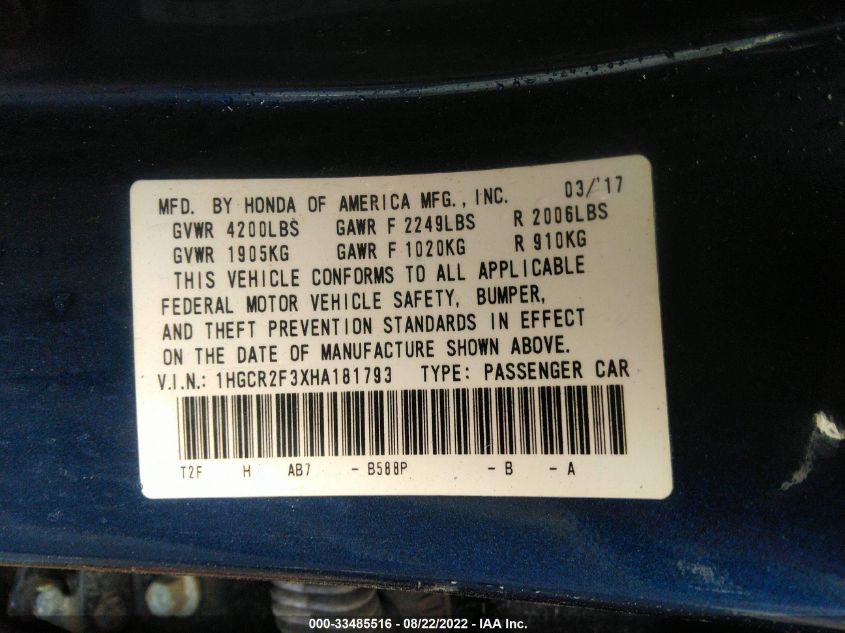 MFD. BY HONDA OF AMERICA MFG., INC. 03/'17
GVWR 4200LBS GAWR F 2249LBS R 2006LBS
GVWR 1905KG GAWR F 1020KG R 910KG
THIS VEHICLE CONFORMS TO ALL APPLICABLE
FEDERAL MOTOR VEHICLE SAFETY, BUMPER,
AND THEFT PREVENTION STANDARDS IN EFFECT
ON THE DATE OF MANUFACTURE SHOWN ABOVE.
V.I.N.: 1HGCR2F3XHA181793 TYPE: PASSENGER CAR
T2F H AB7 - B588P - B - A
000-33485516 - 08/22/2022 - IAA Inc.